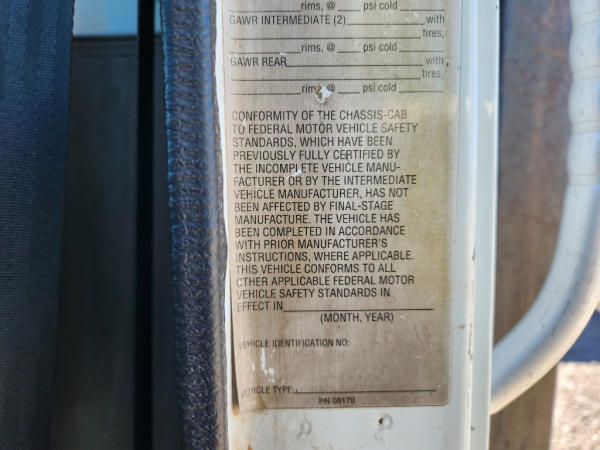 rims, @ psi cold
GAWR INTERMEDIATE (2) with
tires,
rims, @ psi cold
GAWR REAR with
tires,
rims @ psi cold
CONFORMITY OF THE CHASSIS-CAB
TO FEDERAL MOTOR VEHICLE SAFETY
STANDARDS, WHICH HAVE BEEN
PREVIOUSLY FULLY CERTIFIED BY
THE INCOMPLETE VEHICLE MANU-
FACTURER OR BY THE INTERMEDIATE
VEHICLE MANUFACTURER, HAS NOT
BEEN AFFECTED BY FINAL-STAGE
MANUFACTURE. THE VEHICLE HAS
BEEN COMPLETED IN ACCORDANCE
WITH PRIOR MANUFACTURER'S
INSTRUCTIONS, WHERE APPLICABLE.
THIS VEHICLE CONFORMS TO ALL
OTHER APPLICABLE FEDERAL MOTOR
VEHICLE SAFETY STANDARDS IN
EFFECT IN
(MONTH, YEAR)
VEHICLE IDENTIFICATION NO:
VEHICLE TYPE:
PN 08170